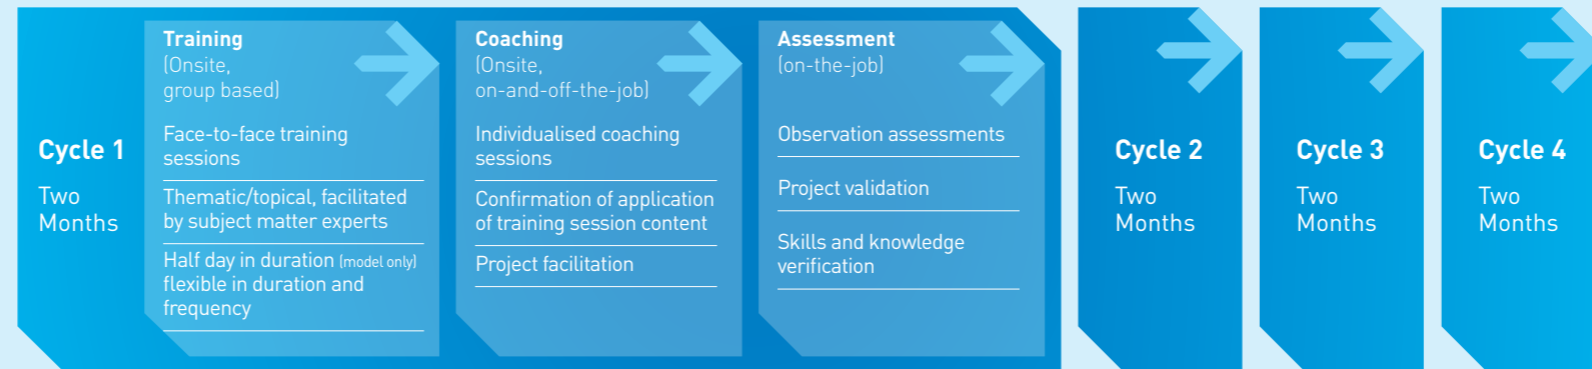 Cycle 1
Two
Months
Training
(Onsite,
group based)
Face-to-face training
sessions
Thematic/topical, facilitated
by subject matter experts
Half day in duration (model only)
flexible in duration and
frequency
Coaching
(Onsite,
on-and-off-the-job)
Individualised coaching
sessions
Confirmation of application
of training session content
Project facilitation
Assessment
(on-the-job)
Observation assessments
Project validation
Skills and knowledge
verification
Cycle 2
Two
Months
Cycle 3
Two
Months
Cycle 4
Two
Months